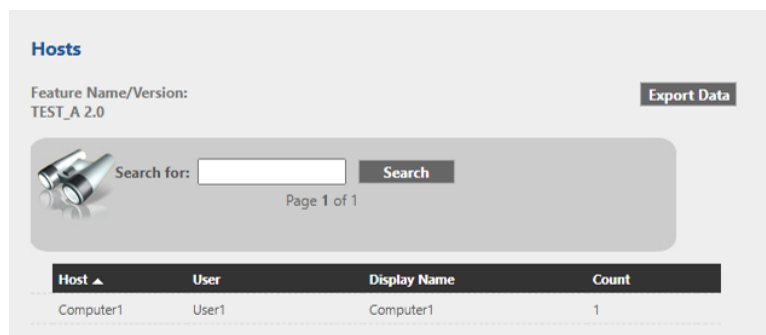 Hosts
Feature Name/Version:
TEST_A 2.0
Export Data
Search for:
Search
Page 1 of 1
Host User Display Name Count
Computer1 User1 Computer1 1